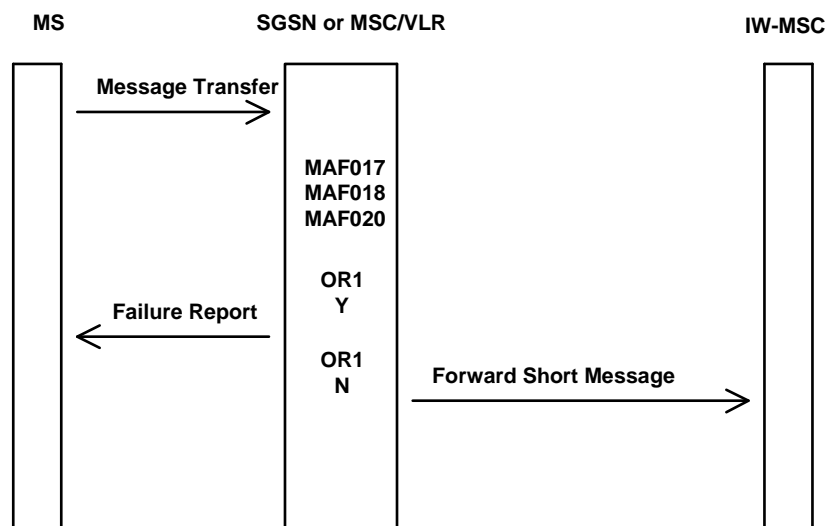 MS
SGSN or MSC/VLR
IW-MSC
Message Transfer
MAF017
MAF018
MAF020
OR1
Y
Failure Report
OR1
N
Forward Short Message